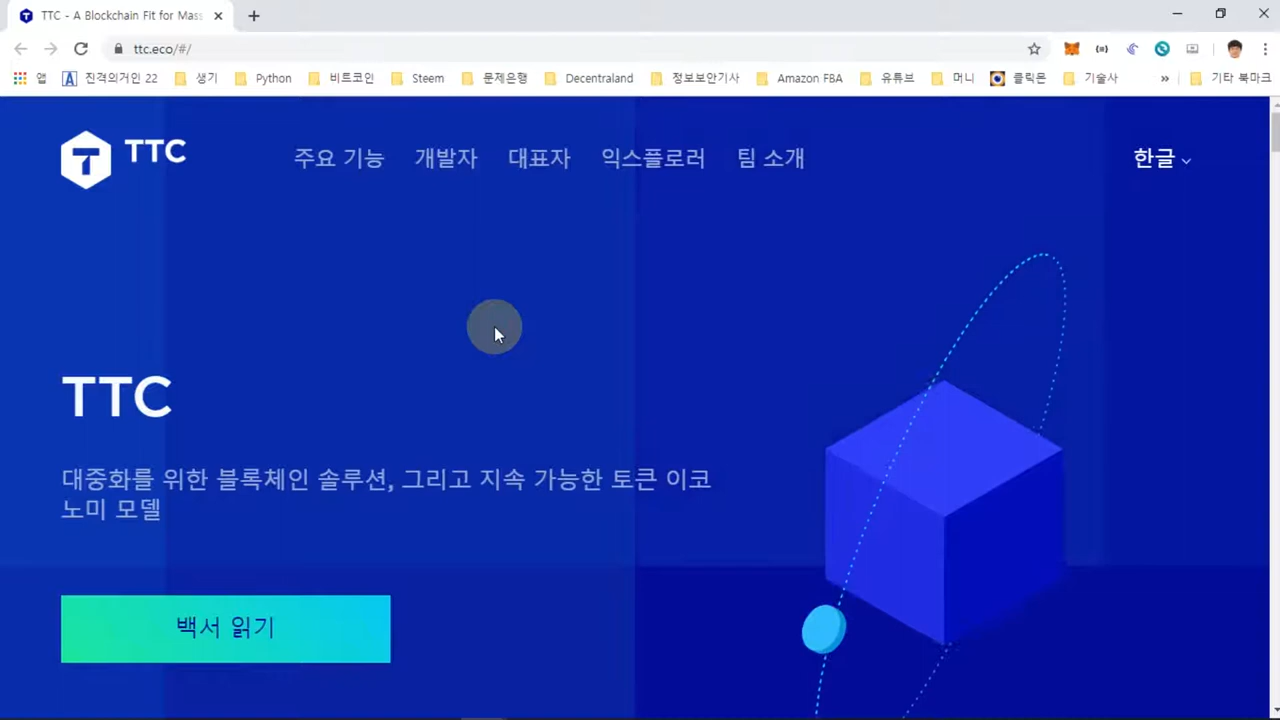 TTC - A Blockchain Fit for Mass
ttc.eco/#/
앱 진격의거인 22 생기 Python 비트코인 Steem 문제은행 Decentraland 정보보안기사 Amazon FBA 유튜브 머니 클릭몬 기술사 » 기타 북마크
TTC 주요 기능 개발자 대표자 익스플로러 팀 소개 한글
TTC
대중화를 위한 블록체인 솔루션, 그리고 지속 가능한 토큰 이코
노미 모델
백서 읽기